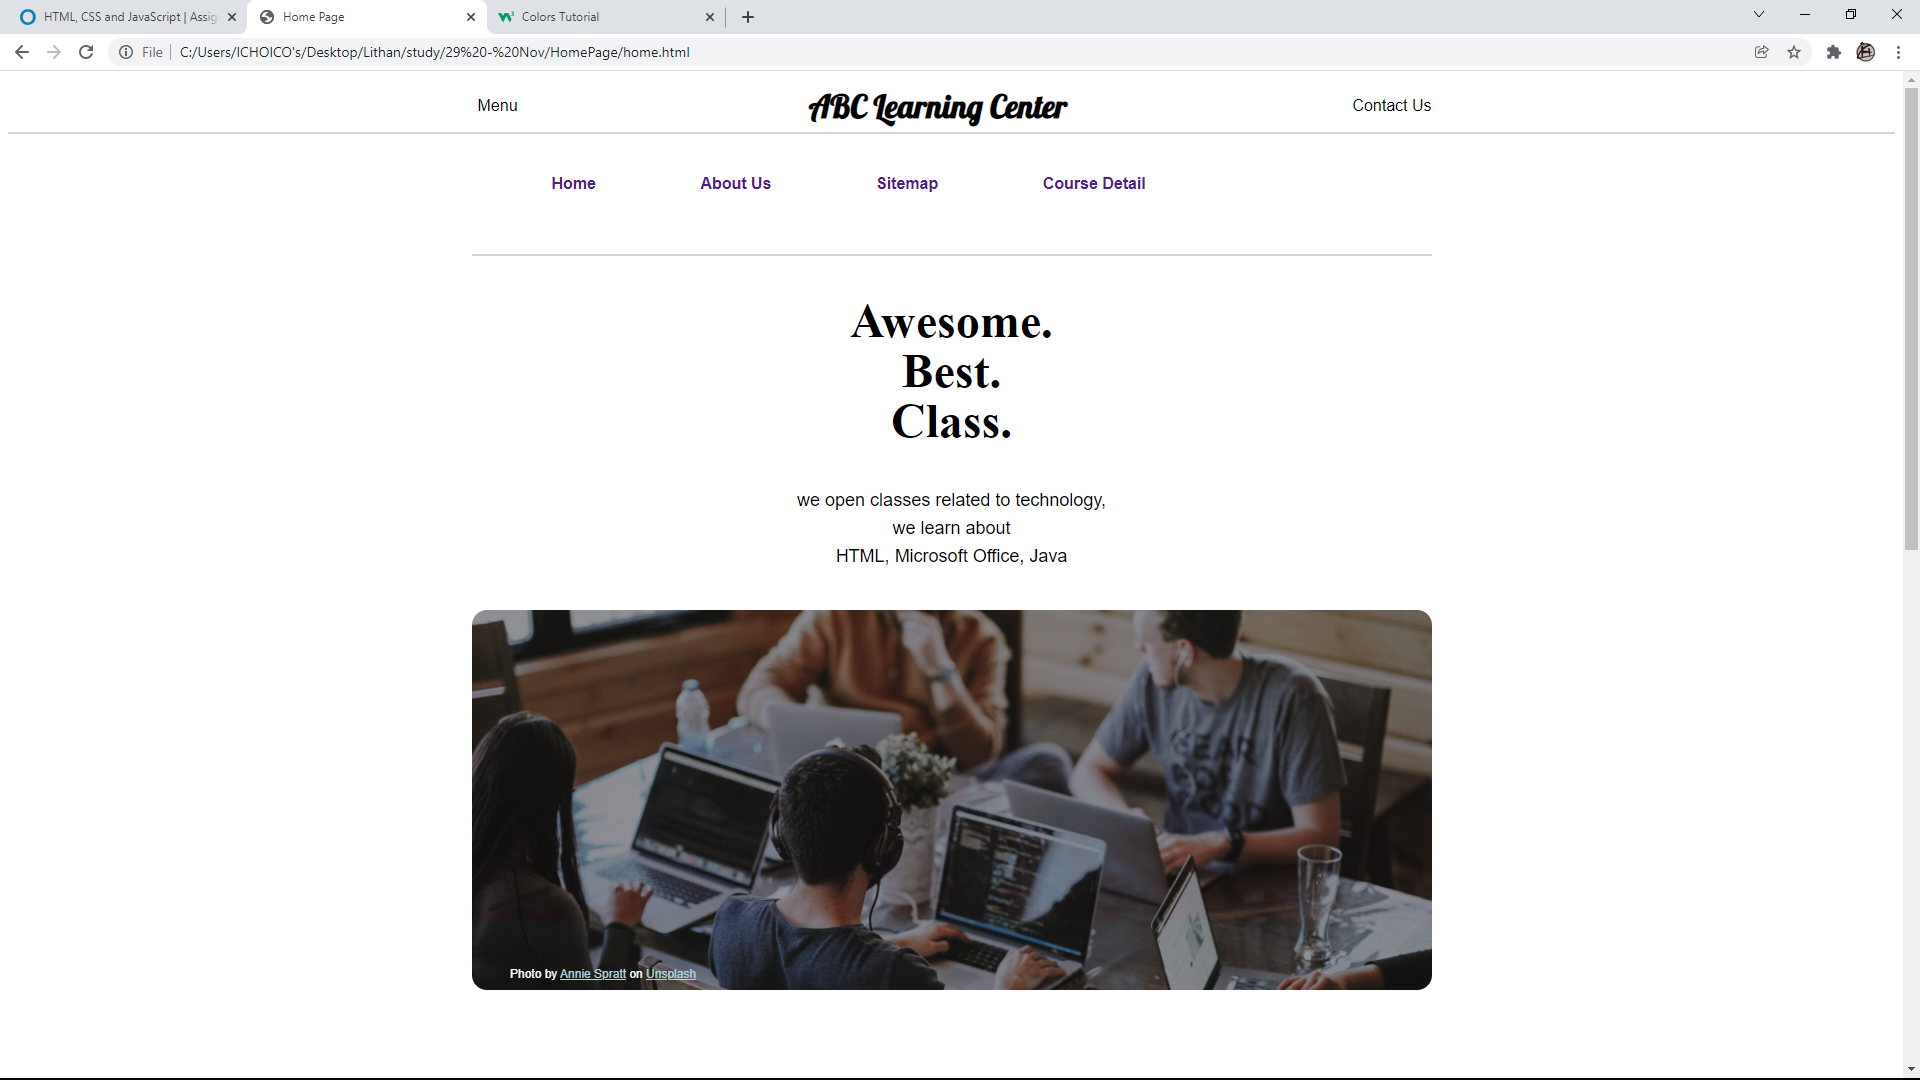 HTML, CSS and JavaScript | Assig
Home Page
Colors Tutorial
File
C:/Users/ICHOICO's/Desktop/Lithan/study/29%20-%20Nov/HomePage/home.html
Menu
ABC Learning Center
Contact Us
Home
About Us
Sitemap
Course Detail
Awesome.
Best.
Class.
we open classes related to technology,
we learn about
HTML, Microsoft Office, Java
Photo by Annie Spratt on Unsplash